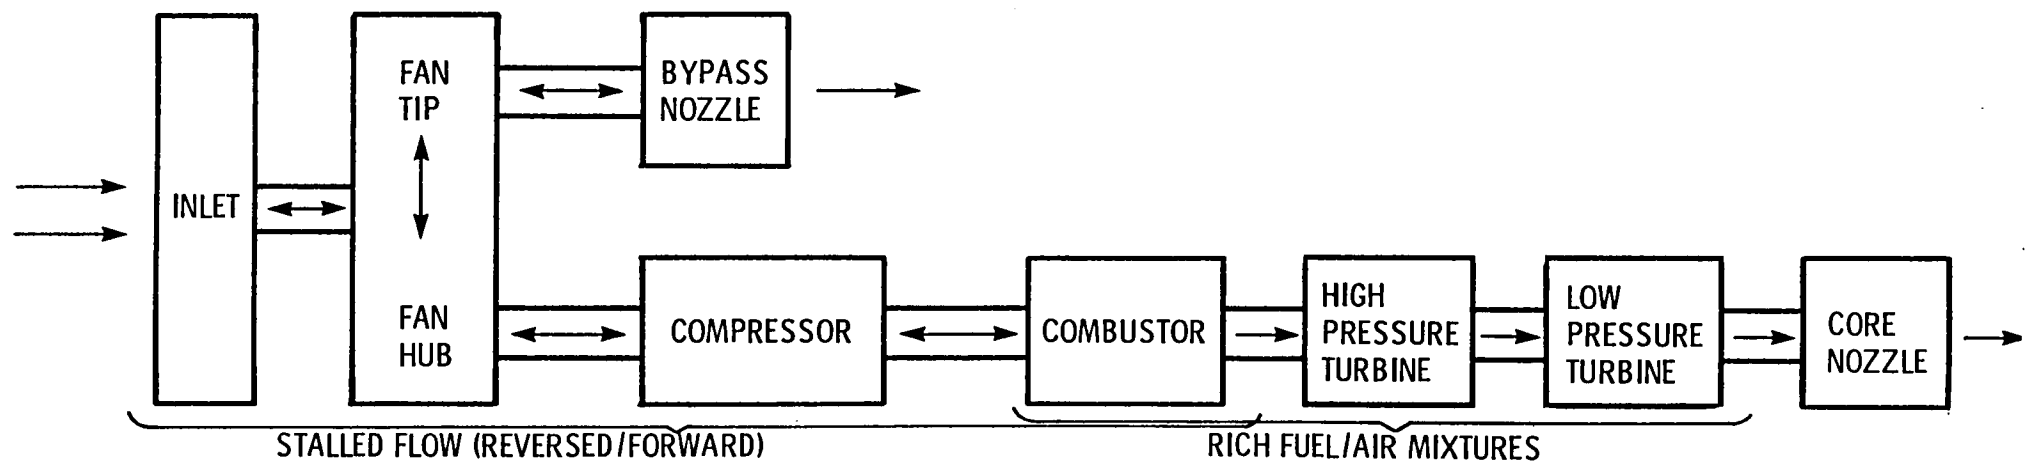 INLET
FAN
TIP
FAN
HUB
BYPASS
NOZZLE
COMPRESSOR
COMBUSTOR
HIGH
PRESSURE
TURBINE
LOW
PRESSURE
TURBINE
CORE
NOZZLE
STALLED FLOW (REVERSED/FORWARD)
RICH FUEL/AIR MIXTURES